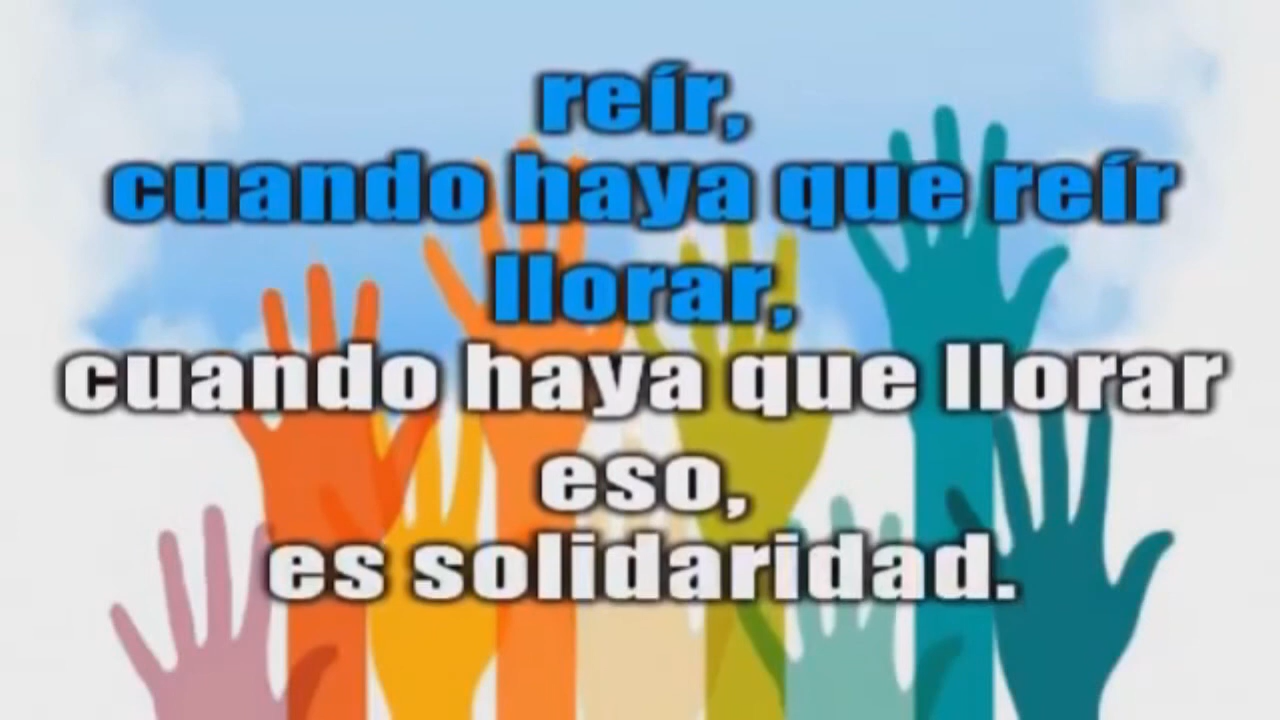 reír,
cuando haya que reír
llorar,
cuando haya que llorar
eso,
es solidaridad.